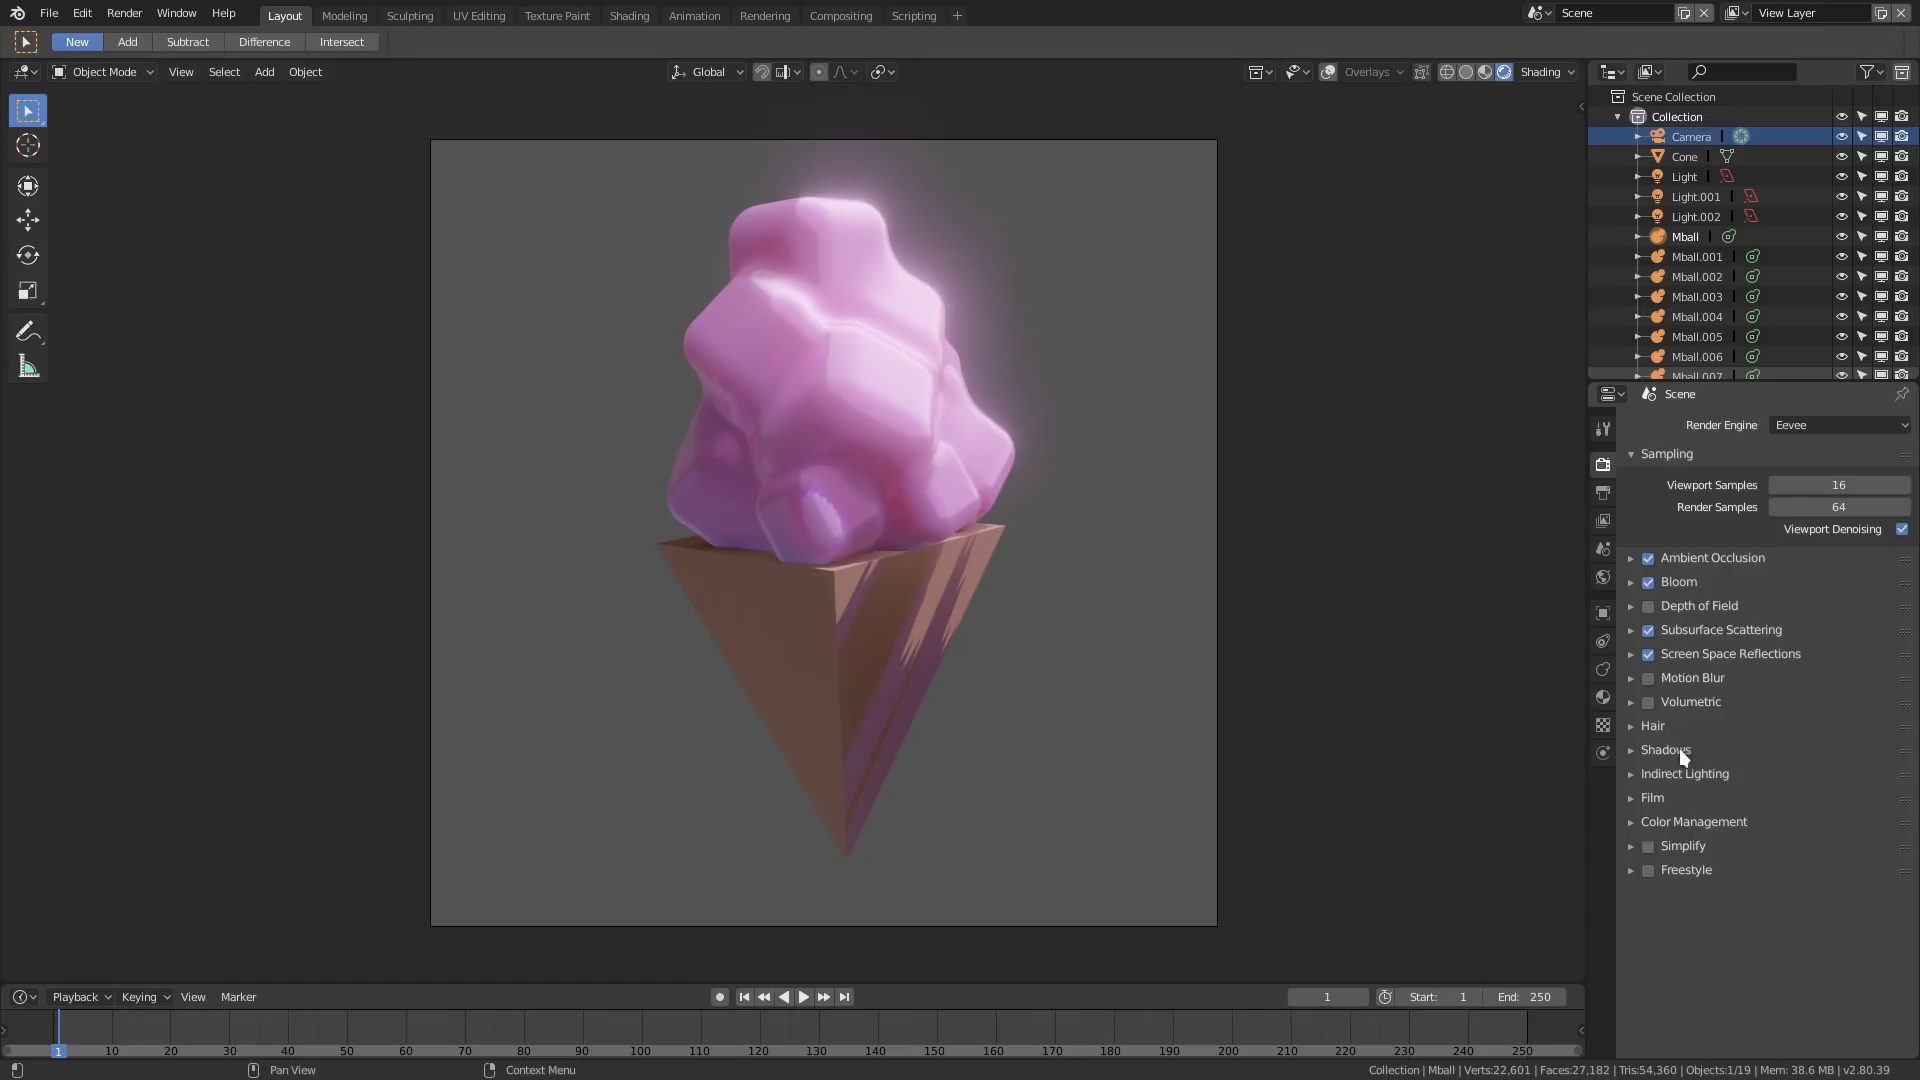 File Edit Render Window Help Layout Modeling Sculpting UV Editing Texture Paint Shading Animation Rendering Compositing Scripting + Scene View Layer
New Add Subtract Difference Intersect
Object Mode View Select Add Object Global Overlays Shading
Scene Collection
Collection
Camera
Cone
Light
Light.001
Light.002
Mball
Mball.001
Mball.002
Mball.003
Mball.004
Mball.005
Mball.006
Mball.007
Scene
Render Engine Eevee
Sampling
Viewport Samples 16
Render Samples 64
Viewport Denoising
Ambient Occlusion
Bloom
Depth of Field
Subsurface Scattering
Screen Space Reflections
Motion Blur
Volumetric
Hair
Shadows
Indirect Lighting
Film
Color Management
Simplify
Freestyle
Playback Keying View Marker 1 Start: 1 End: 250
1 10 20 30 40 50 60 70 80 90 100 110 120 130 140 150 160 170 180 190 200 210 220 230 240 250
Pan View Context Menu Collection | Mball | Verts:22,601 | Faces:27,182 | Tris:54,360 | Objects:1/19 | Mem: 38.6 MB | v2.80.39